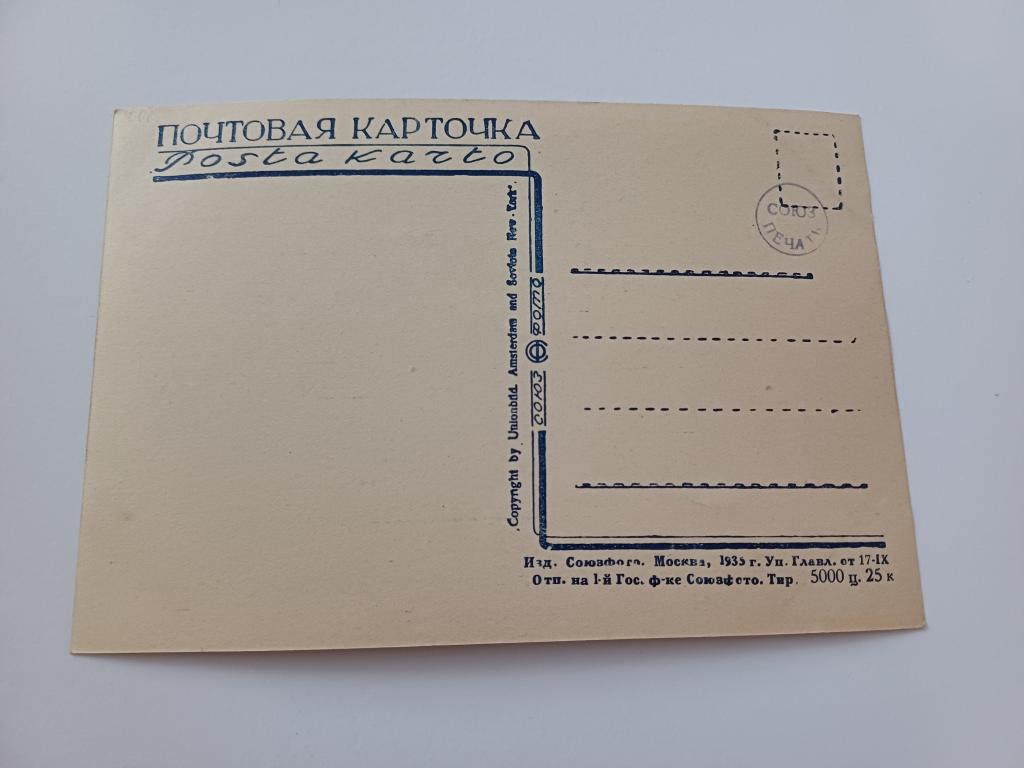 ПОЧТОВАЯ КАРТОЧКА
Posta karto
СОЮЗ
ПЕЧАТЬ
Copyright by Unionbild. Amsterdam and Sovfoto New-York
СОЮЗ ФОТО
Изд. Союзфото. Москва, 1935 г. Уп. Главл. от 17-IX
Отп. на 1-й Гос. ф-ке Союзфото. Тир. 5000 ц. 25 к